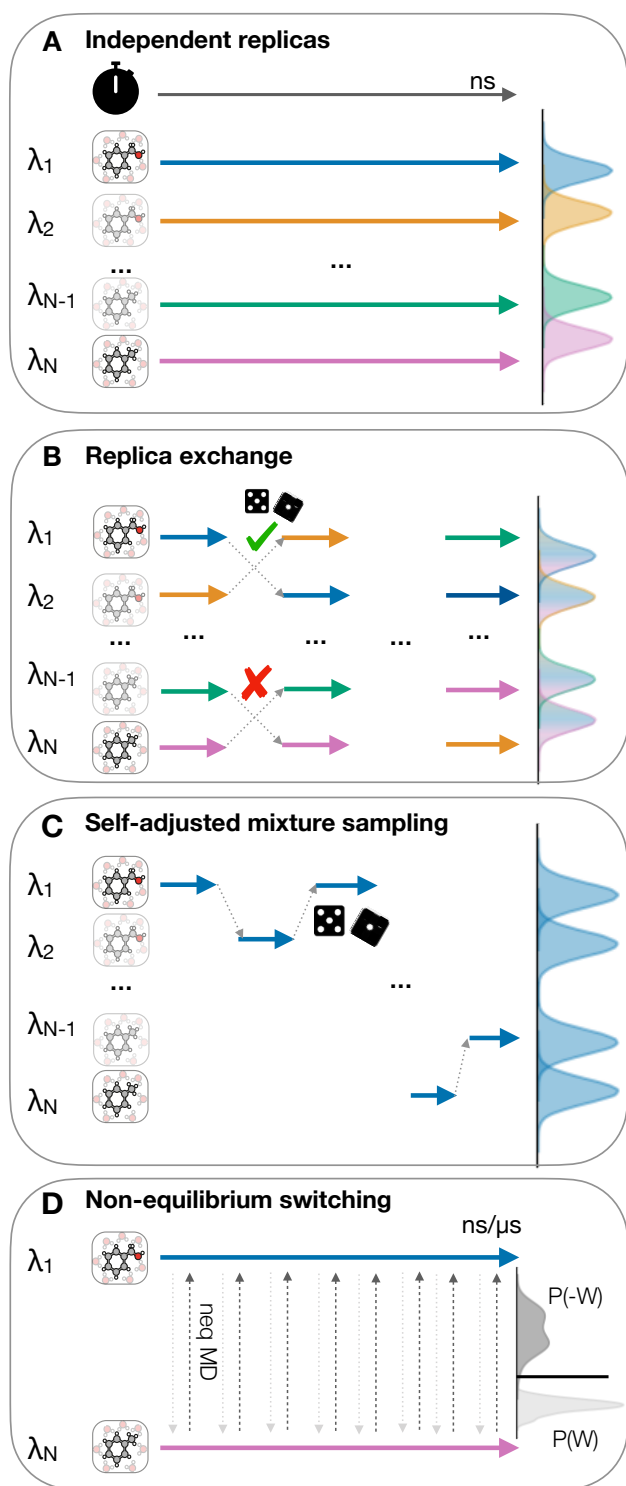 A Independent replicas
ns
λ1
λ2
... ...
λN-1
λN
B Replica exchange
λ1
λ2
... ... ... ... ...
λN-1
λN
C Self-adjusted mixture sampling
λ1
λ2
... ...
λN-1
λN
D Non-equilibrium switching
ns/µs
λ1
P(-W)
neq MD
P(W)
λN